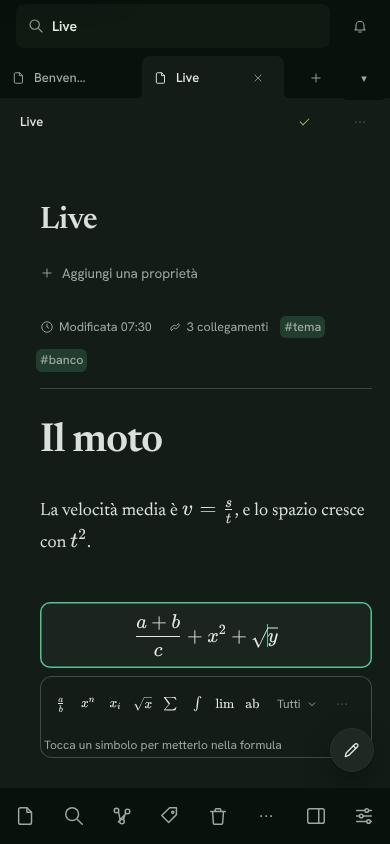 Live
Benven...
Live
Live
Live
Aggiungi una proprietà
Modificata 07:30 3 collegamenti #tema
#banco
Il moto
La velocità media è v = s/t, e lo spazio cresce
con t².
(a + b)/c + x² + √y
a/b xⁿ xᵢ √x ∑ ∫ lim ab Tutti ...
Tocca un simbolo per metterlo nella formula